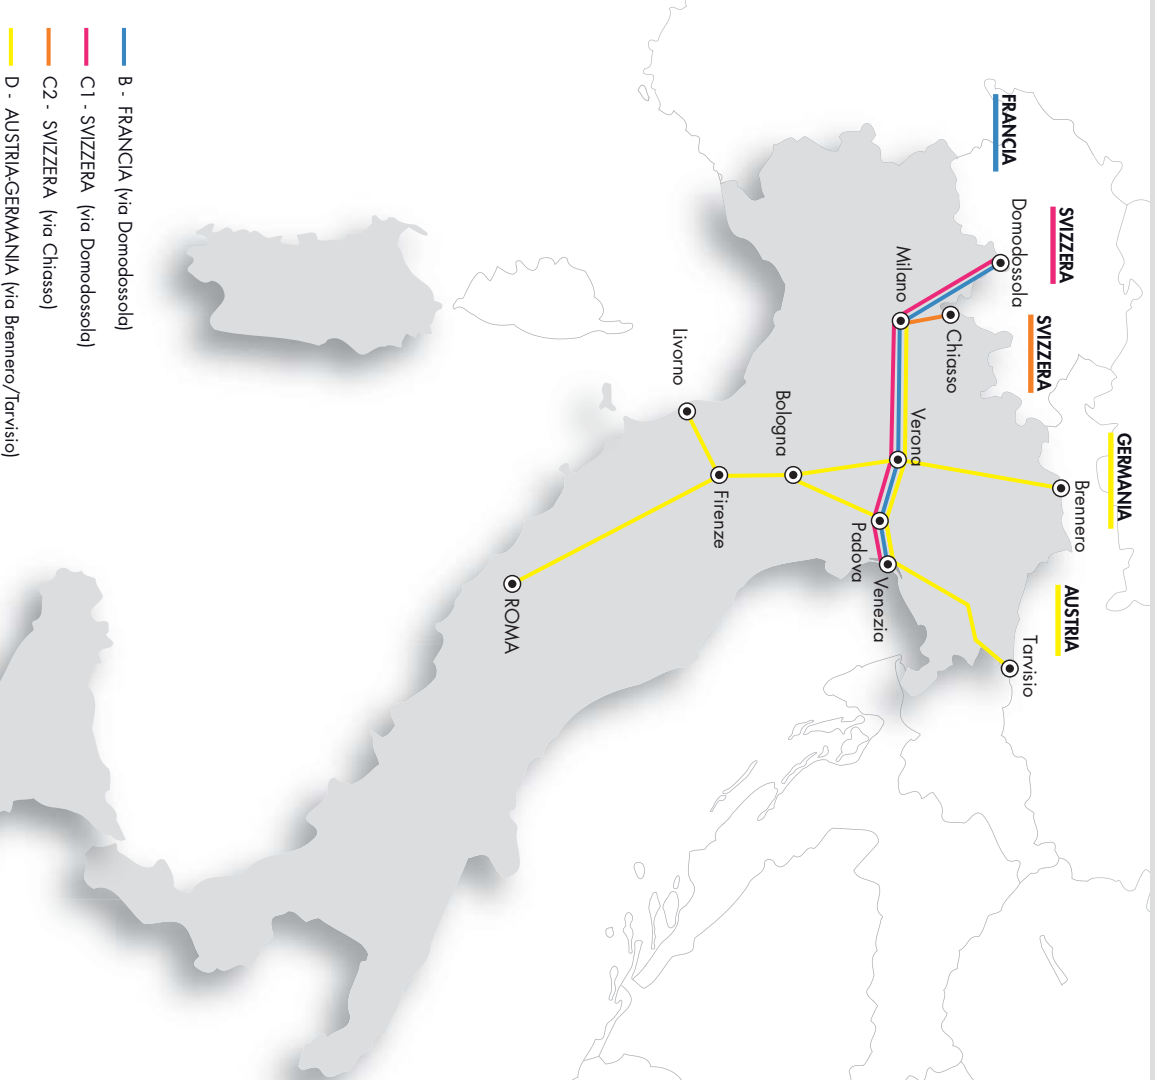 FRANCIA
SVIZZERA
SVIZZERA
GERMANIA
AUSTRIA
Domodossola
Chiasso
Milano
Verona
Brennero
Tarvisio
Padova
Venezia
Bologna
Livorno
Firenze
ROMA
B - FRANCIA (via Domodossola)
C1 - SVIZZERA (via Domodossola)
C2 - SVIZZERA (via Chiasso)
D - AUSTRIA-GERMANIA (via Brennero/Tarvisio)